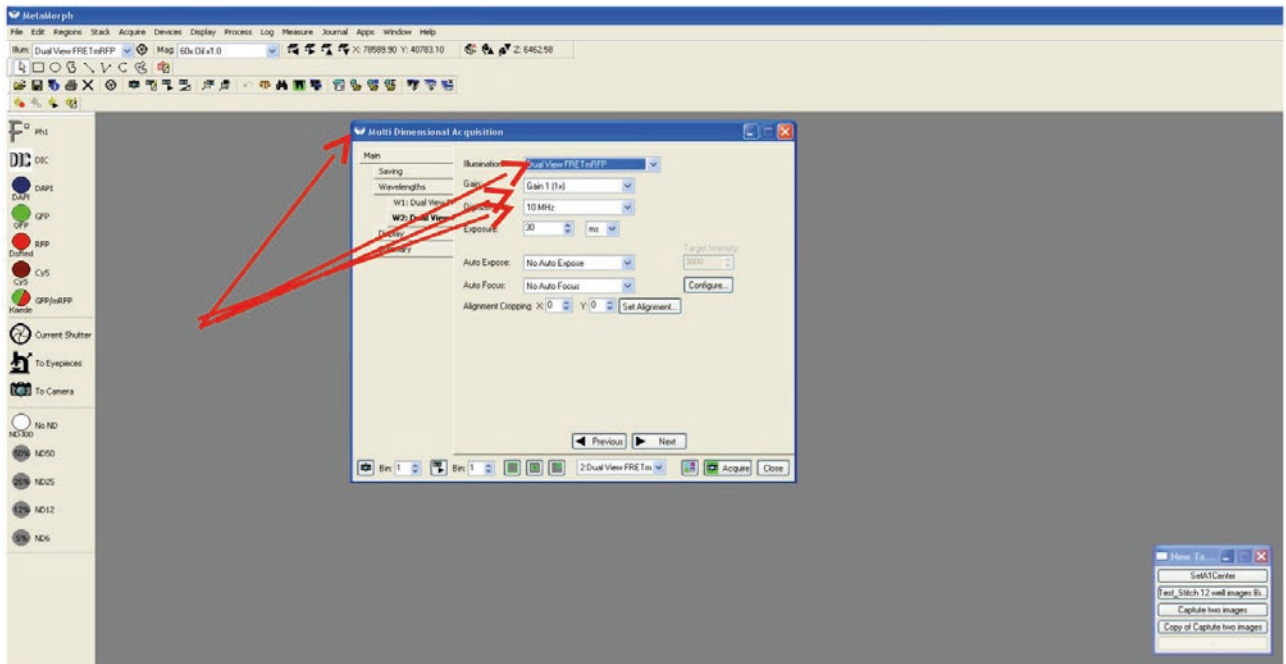 MetaMorph
File Edit Regions Stack Acquire Devices Display Process Log Measure Journal Apps Window Help
Illum: Dual View FRETmRFP Mag: 60x Oil x1.0 X: 78589.90 Y: 40783.10 Z: 6462.58
Ph1
DIC DIC
DAPI
DAPI
GFP
GFP
RFP
DsRed
Cy5
Cy5
GFP/mRFP
Kaede
Current Shutter
To Eyepieces
To Camera
No ND
ND100
50% ND50
25% ND25
12% ND12
6% ND6
Multi Dimensional Acquisition
Main
Saving
Wavelengths
W1: Dual View
W2: Dual View
Display
Illumination: Dual View FRETmRFP
Gain: Gain 1 (1x)
10 MHz
Exposure: 30 ms
Target Intensity:
Auto Expose: No Auto Expose 3000
Auto Focus: No Auto Focus Configure...
Alignment Cropping X: 0 Y: 0 Set Alignment...
Previous Next
Bin: 1 Bin: 1 2:Dual View FRETm Acquire Close
New Ta...
SetA1Center
Test_Stitch 12 well images Bi...
Captute two images
Copy of Captute two images